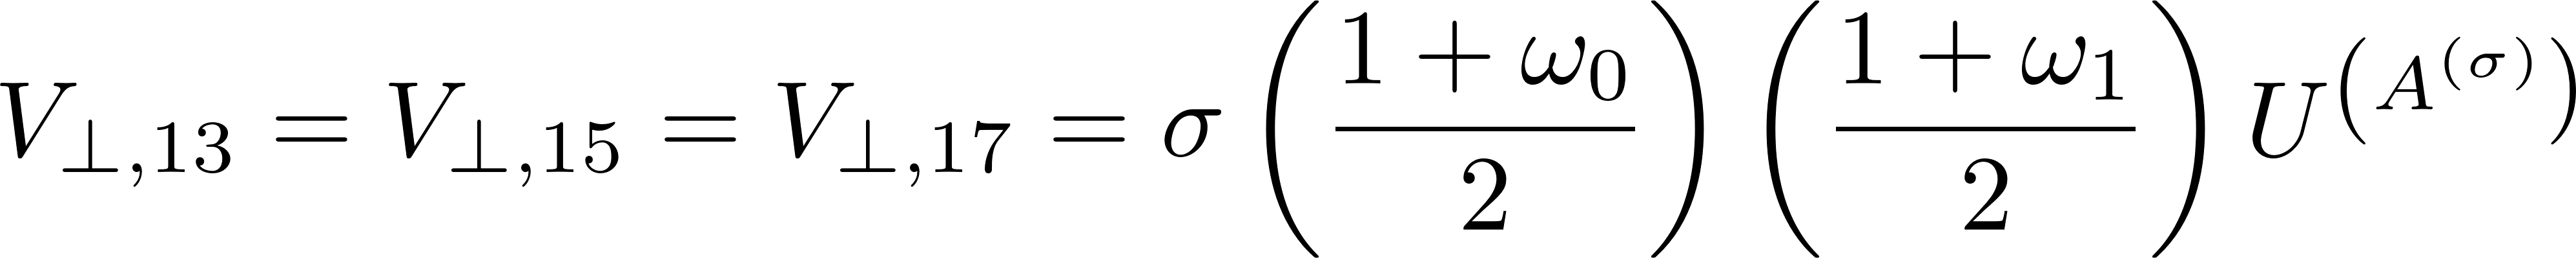 $V_{\perp,13} = V_{\perp,15} = V_{\perp,17} = \sigma \left( \frac{1+\omega_0}{2} \right) \left( \frac{1+\omega_1}{2} \right) U^{\left( A^{(\sigma)} \right)}$